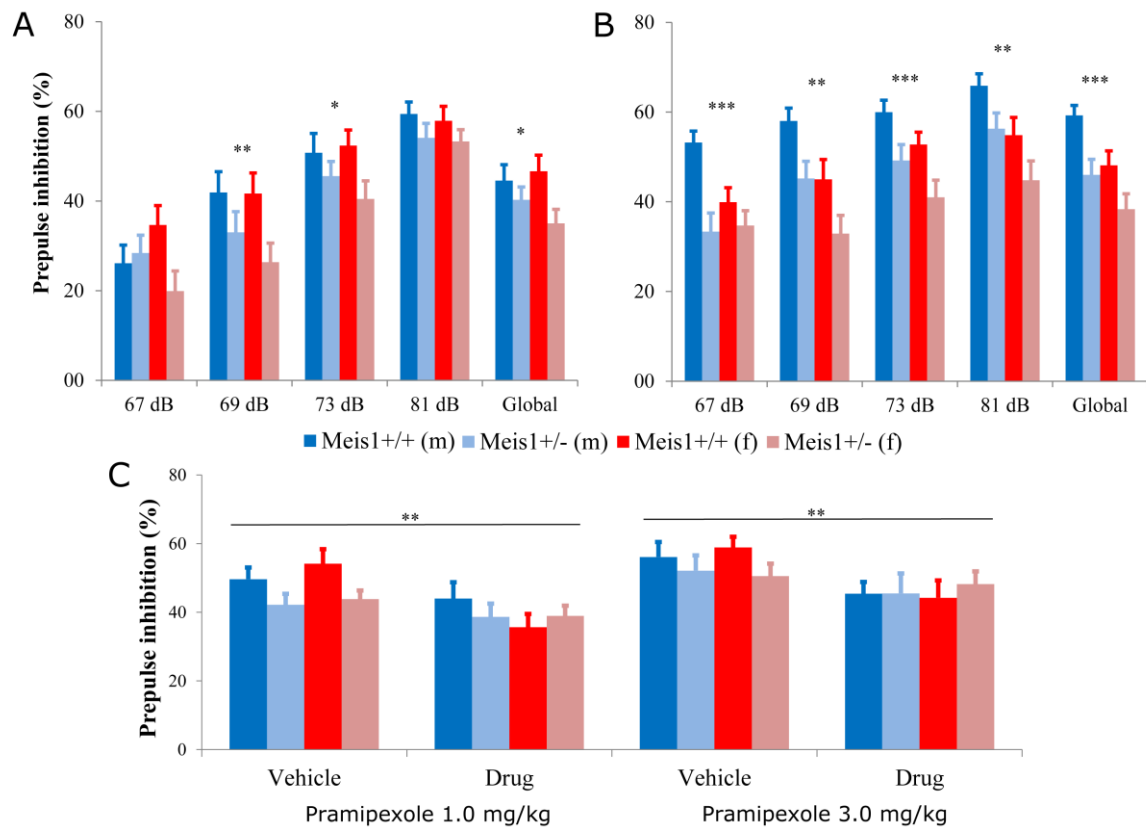 A
Prepulse inhibition (%)
80
60
40
20
00
**
*
*
67 dB
69 dB
73 dB
81 dB
Global
B
80
60
40
20
00
***
**
***
**
***
67 dB
69 dB
73 dB
81 dB
Global
Meis1+/+ (m)
Meis1+/- (m)
Meis1+/+ (f)
Meis1+/- (f)
C
Prepulse inhibition (%)
80
60
40
20
0
**
**
Vehicle
Drug
Vehicle
Drug
Pramipexole 1.0 mg/kg
Pramipexole 3.0 mg/kg